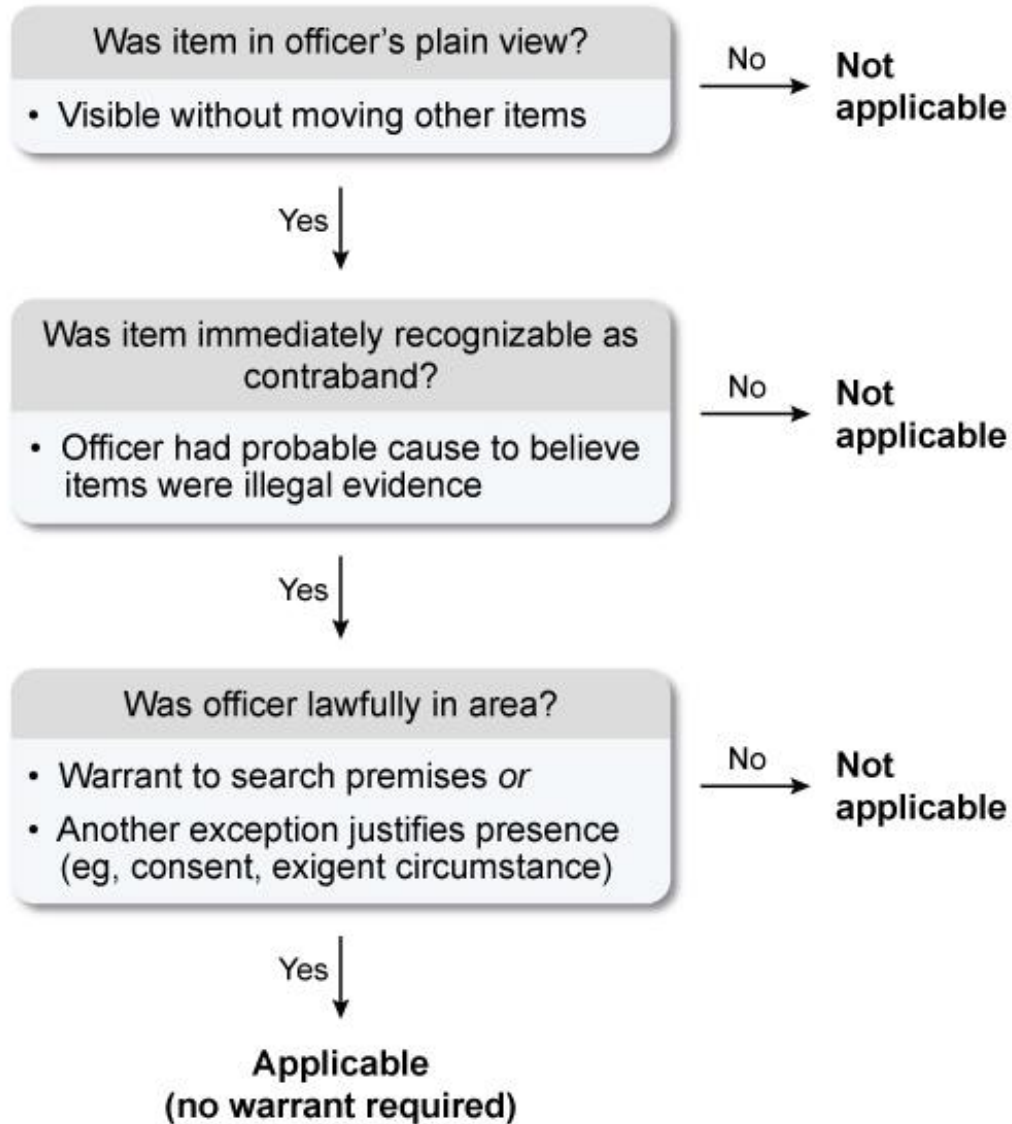 Was item in officer’s plain view?
• Visible without moving other items
No
Not
applicable
Yes
Was item immediately recognizable as
contraband?
• Officer had probable cause to believe
items were illegal evidence
No
Not
applicable
Yes
Was officer lawfully in area?
• Warrant to search premises or
• Another exception justifies presence
(eg, consent, exigent circumstance)
No
Not
applicable
Yes
Applicable
(no warrant required)